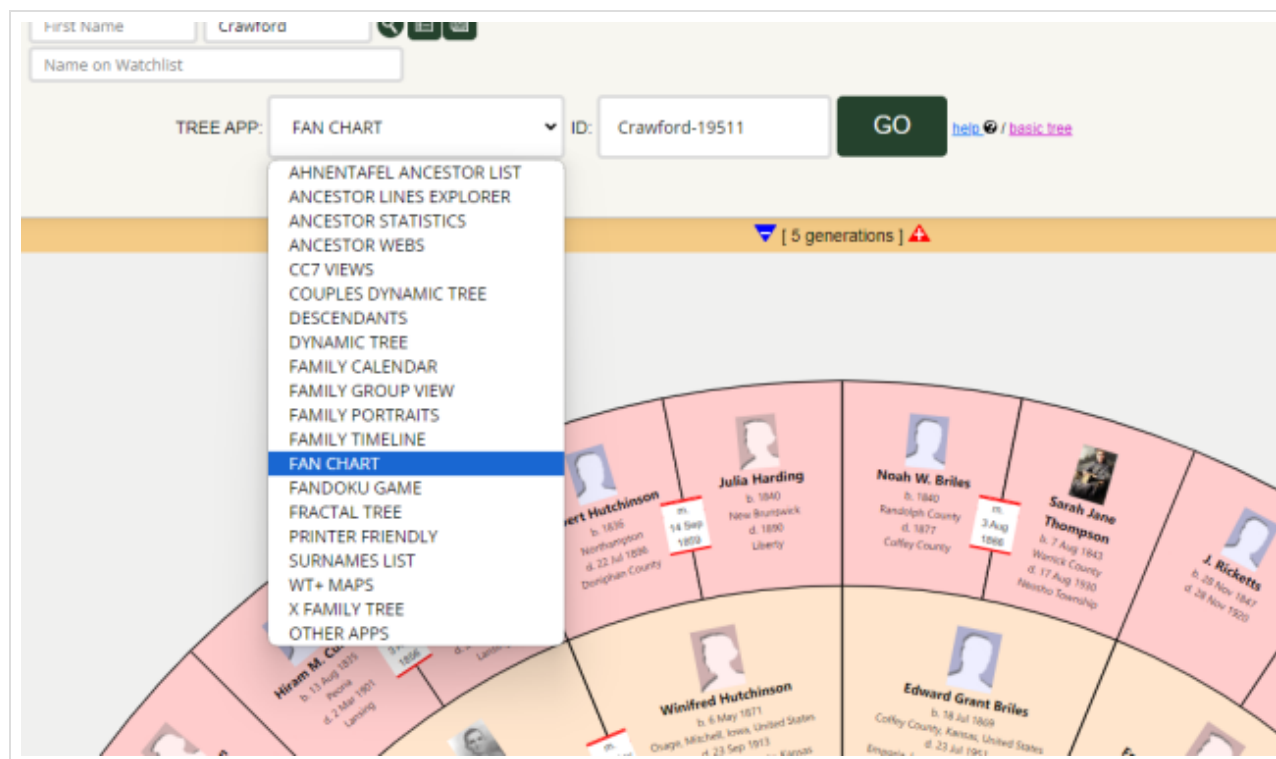 First Name Crawford
Name on Watchlist
TREE APP: FAN CHART ID: Crawford-19511 GO help / basic tree
AHNENTAFEL ANCESTOR LIST
ANCESTOR LINES EXPLORER
ANCESTOR STATISTICS
ANCESTOR WEBS
CC7 VIEWS
COUPLES DYNAMIC TREE
DESCENDANTS
DYNAMIC TREE
FAMILY CALENDAR
FAMILY GROUP VIEW
FAMILY PORTRAITS
FAMILY TIMELINE
FAN CHART
FANDOKU GAME
FRACTAL TREE
PRINTER FRIENDLY
SURNAMES LIST
WT+ MAPS
X FAMILY TREE
OTHER APPS
[ 5 generations ]
Hiram M.
b. 13 Aug 1835
Peoria
d. 2 Mar 1901
Lansing
1856
Hutchinson
b. 1836
Northampton
d. 22 Jul 1896
Doniphan County
m.
14 Sep
1859
Julia Harding
b. 1840
New Brunswick
d. 1890
Liberty
Noah W. Briles
b. 1840
Randolph County
d. 1877
Coffey County
m.
3 Aug
1866
Sarah Jane
Thompson
b. 7 Aug 1843
Warrick County
d. 17 Aug 1930
Neosho Township
J. Ricketts
b. 28 Nov 1847
d. 28 Nov 1920
m.
Winifred Hutchinson
b. 6 May 1871
Osage, Mitchell, Iowa, United States
d. 23 Sep 1913
Kansas
Edward Grant Briles
b. 18 Jul 1869
Coffey County, Kansas, United States
d. 23 Jul 1951
Emporia